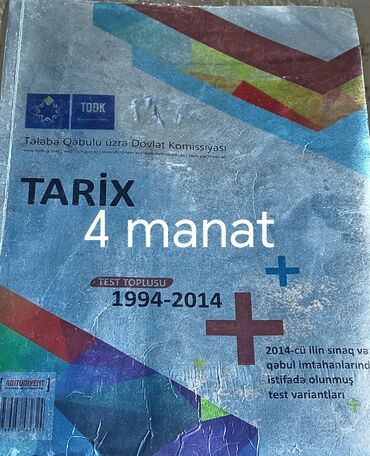 TQDK
Tələbə Qəbulu üzrə Dövlət Komissiyası
TARİX
4 manat
TEST TOPLUSU
1994-2014
2014-cü ilin sınaq və
qəbul imtahanlarınd
istifadə olunmuş
test variantları
ABITURIYENT